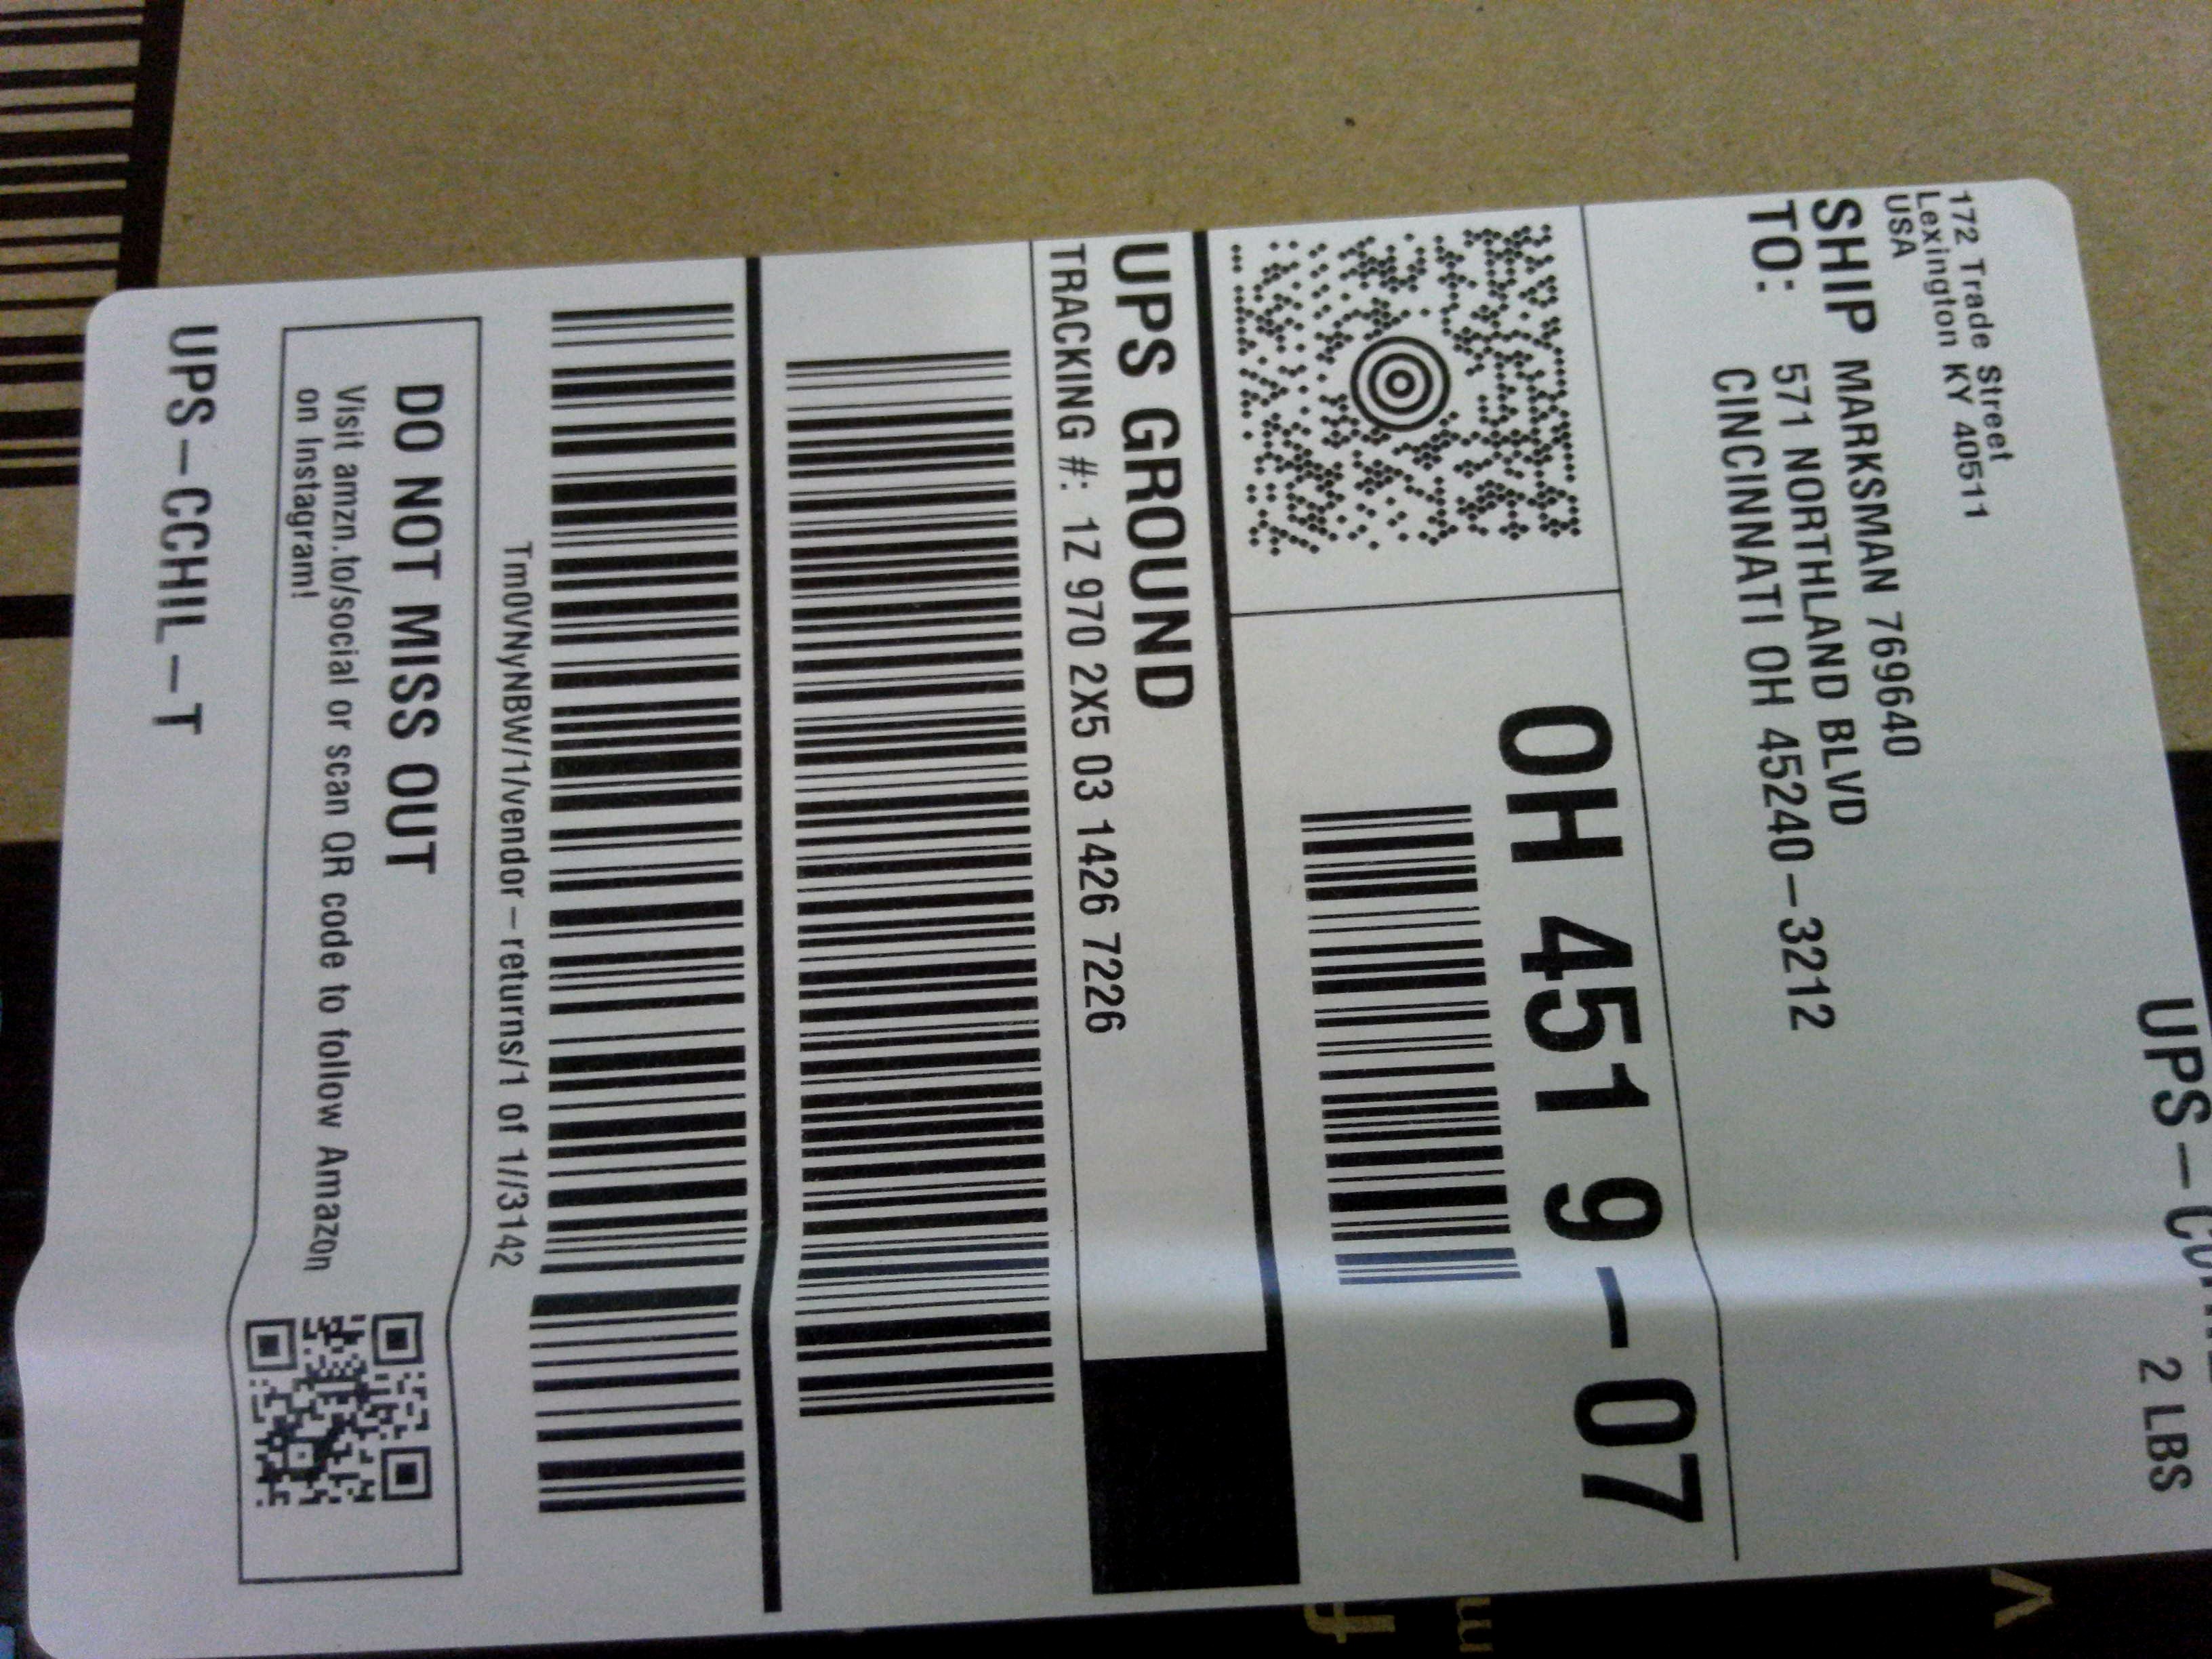 172 Trade Street
Lexington KY 40511
USA
UPS-
2 LBS
SHIP
TO:
MARKSMAN 769640
571 NORTHLAND BLVD
CINCINNATI OH 45240-3212
OH 451 9-07
UPS GROUND
TRACKING #: 1Z 970 2X5 03 1426 7226
Tm0VNyNBW/1/vendor-returns/1 of 1//3142
DO NOT MISS OUT
Visit amzn.to/social or scan QR code to follow Amazon
on Instagram!
UPS-CCHIL-T